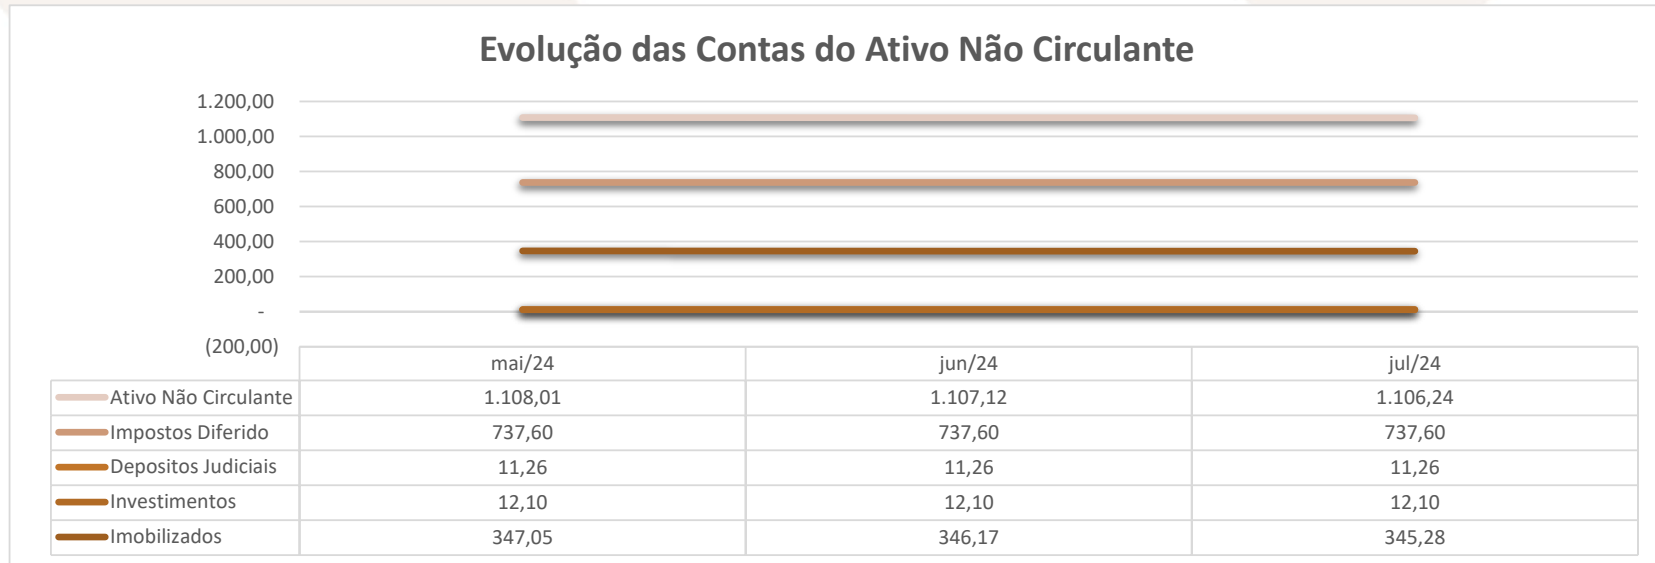 Evolução das Contas do Ativo Não Circulante
1.200,00
1.000,00
800,00
600,00
400,00
200,00
-
(200,00)
mai/24 jun/24 jul/24
Ativo Não Circulante 1.108,01 1.107,12 1.106,24
Impostos Diferido 737,60 737,60 737,60
Depositos Judiciais 11,26 11,26 11,26
Investimentos 12,10 12,10 12,10
Imobilizados 347,05 346,17 345,28